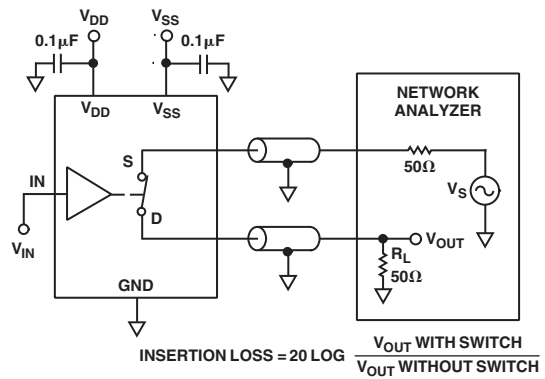 VDD
VSS
0.1µF
0.1µF
VDD
VSS
NETWORK
ANALYZER
S
50Ω
IN
VS
D
VIN
VOUT
RL
50Ω
GND
INSERTION LOSS = 20 LOG VOUT WITH SWITCH
VOUT WITHOUT SWITCH